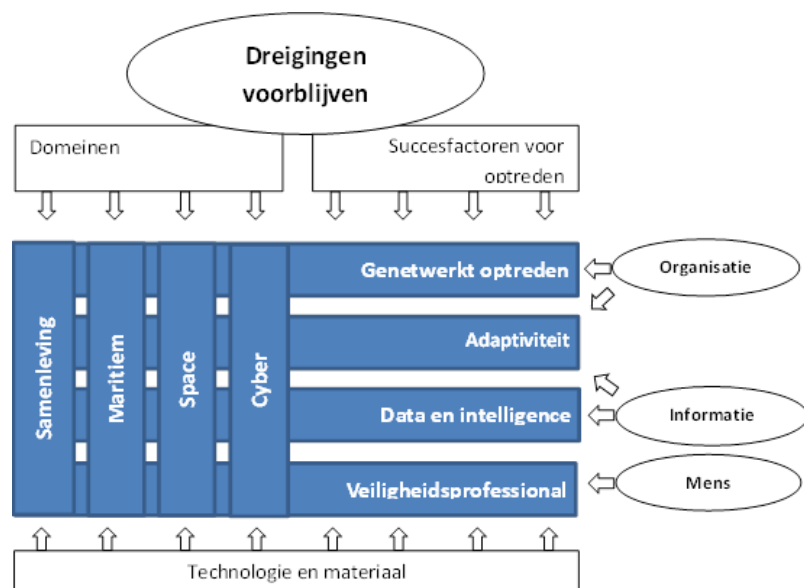 Dreigingen
voorblijven
Domeinen
Succesfactoren voor
optreden
Samenleving
Maritiem
Space
Cyber
Genetwerkt optreden
Adaptiviteit
Data en intelligence
Veiligheidsprofessional
Organisatie
Informatie
Mens
Technologie en materiaal